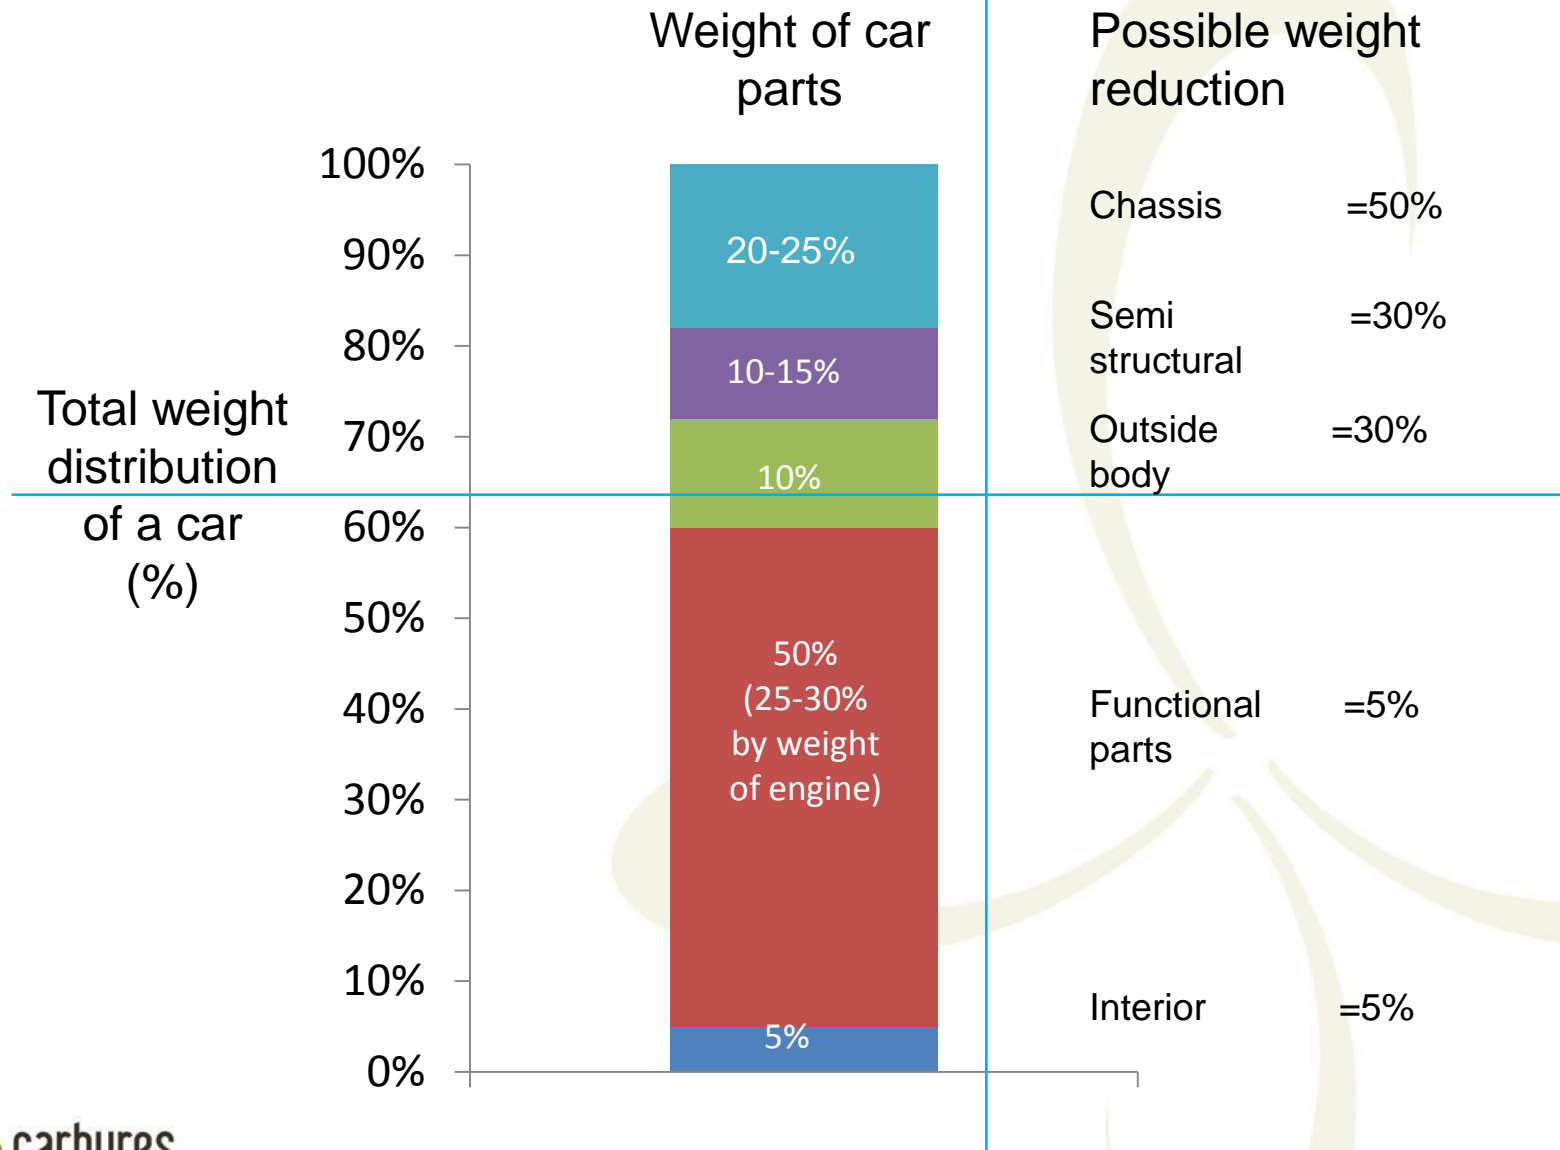 Weight of car
parts
Possible weight
reduction
100%
90%
80%
70%
60%
50%
40%
30%
20%
10%
0%
Total weight
distribution
of a car
(%)
20-25%
10-15%
10%
50%
(25-30%
by weight
of engine)
5%
Chassis =50%
Semi =30%
structural
Outside =30%
body
Functional =5%
parts
Interior =5%
carbures